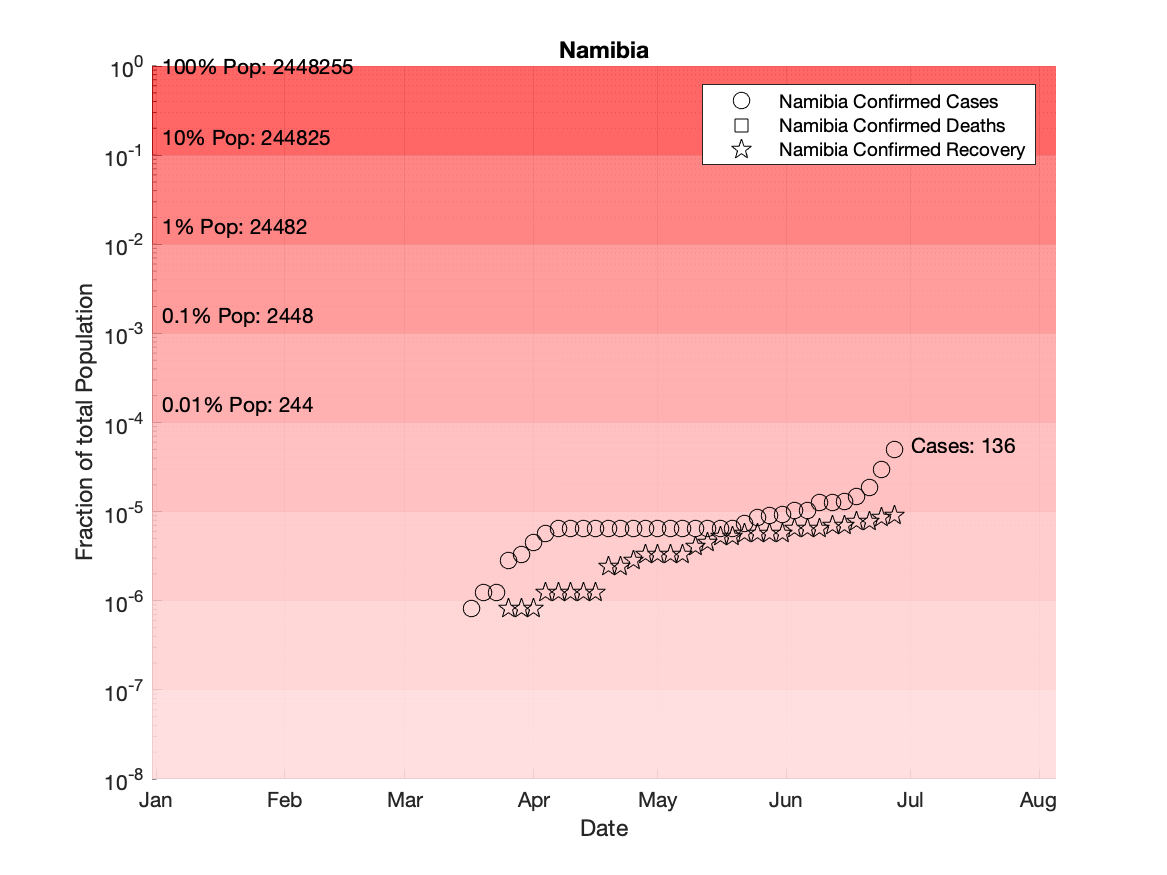 Namibia
10^0
100% Pop: 2448255
Namibia Confirmed Cases
Namibia Confirmed Deaths
Namibia Confirmed Recovery
10% Pop: 244825
10^-1
1% Pop: 24482
10^-2
0.1% Pop: 2448
10^-3
0.01% Pop: 244
10^-4
Cases: 136
10^-5
10^-6
10^-7
10^-8
Fraction of total Population
Jan Feb Mar Apr May Jun Jul Aug
Date